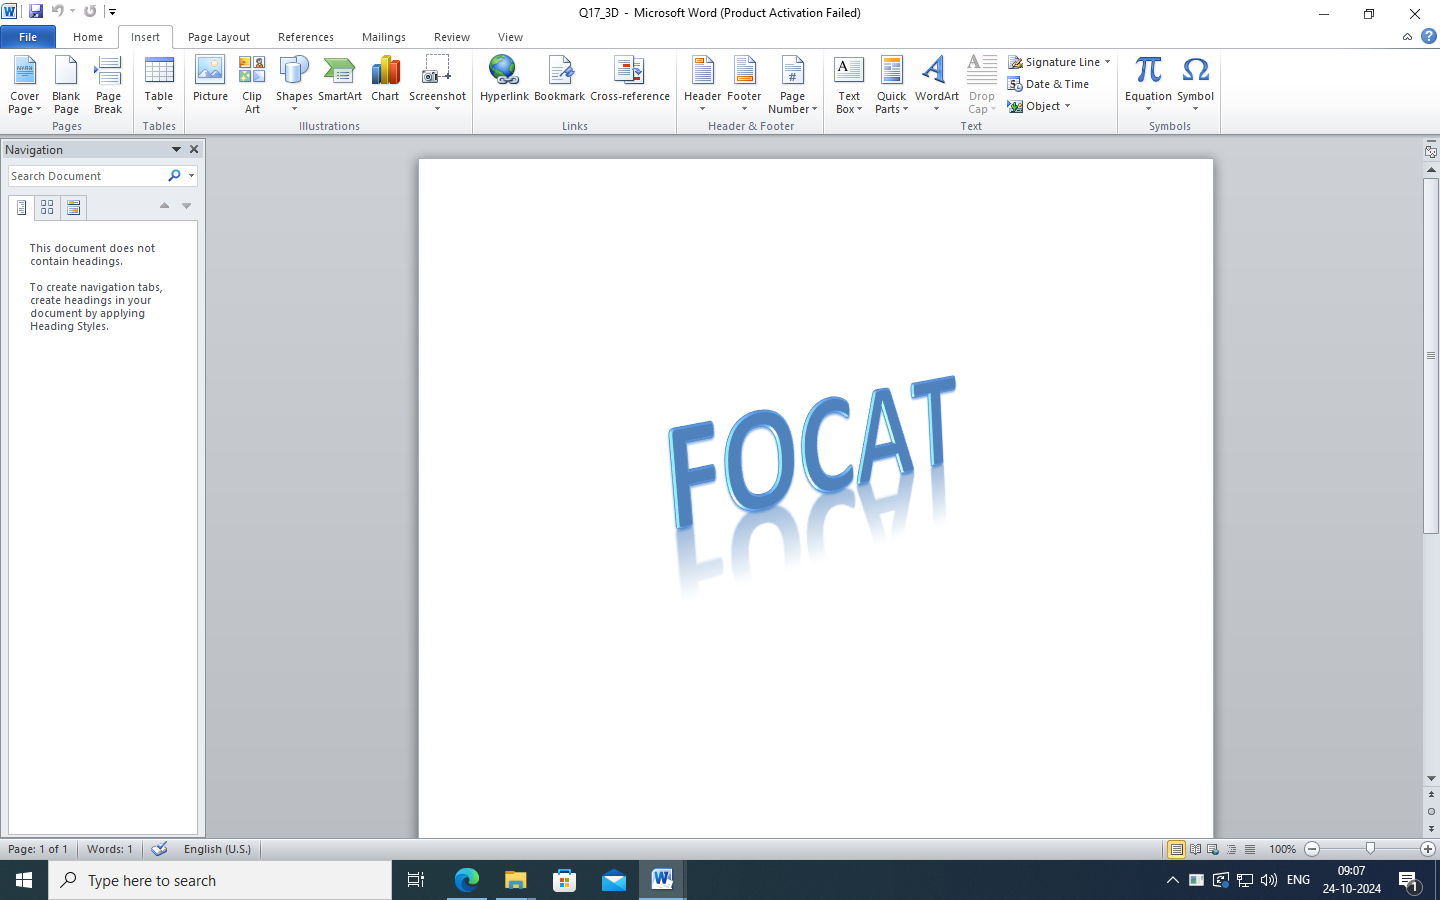 Q17_3D - Microsoft Word (Product Activation Failed)
File Home Insert Page Layout References Mailings Review View
Cover Page
Blank Page
Page Break
Pages
Table
Tables
Picture
Clip Art
Shapes
SmartArt
Chart
Screenshot
Illustrations
Hyperlink
Bookmark
Cross-reference
Links
Header
Footer
Page Number
Header & Footer
Text Box
Quick Parts
WordArt
Drop Cap
Signature Line
Date & Time
Object
Text
Equation
Symbol
Symbols
Navigation
Search Document
This document does not
contain headings.
To create navigation tabs,
create headings in your
document by applying
Heading Styles.
FOCAT
Page: 1 of 1 Words: 1 English (U.S.) 100%
Type here to search
ENG
09:07
24-10-2024
1